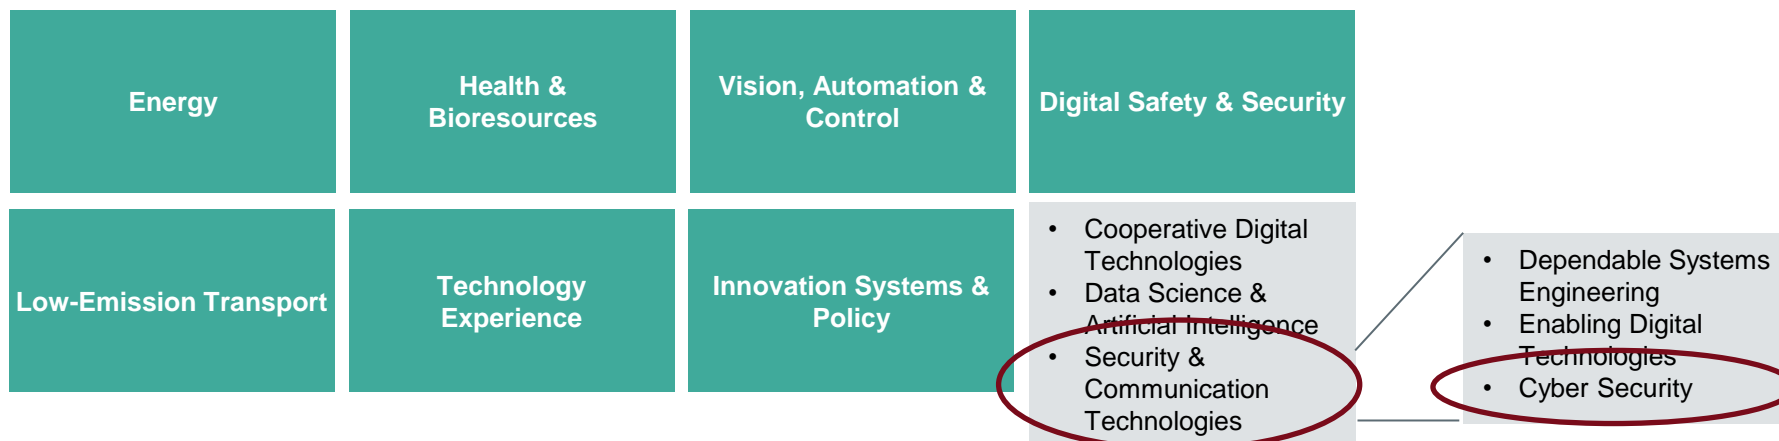 Energy
Health &
Bioresources
Vision, Automation &
Control
Digital Safety & Security
Low-Emission Transport
Technology
Experience
Innovation Systems &
Policy
• Cooperative Digital
Technologies
• Data Science &
Artificial Intelligence
• Security &
Communication
Technologies
• Dependable Systems
Engineering
• Enabling Digital
Technologies
• Cyber Security